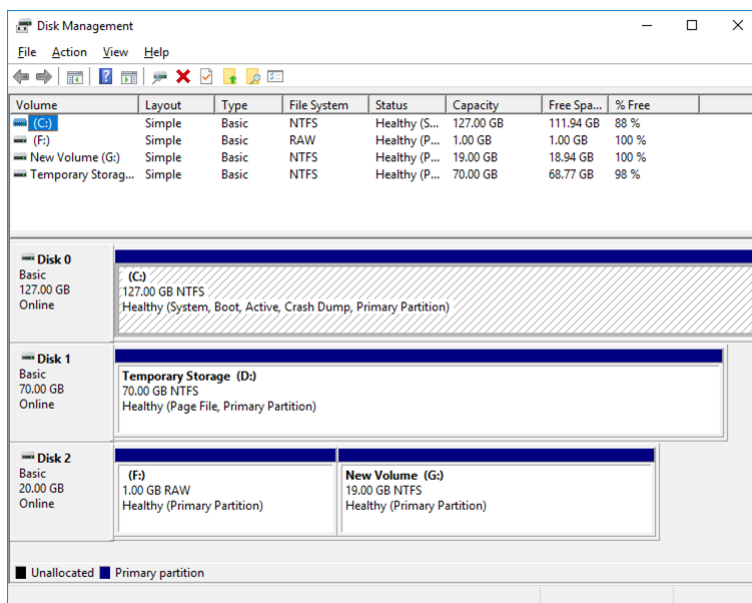 Disk Management
File Action View Help
Volume Layout Type File System Status Capacity Free Spa... % Free
(C:) Simple Basic NTFS Healthy (S... 127.00 GB 111.94 GB 88 %
(F:) Simple Basic RAW Healthy (P... 1.00 GB 1.00 GB 100 %
New Volume (G:) Simple Basic NTFS Healthy (P... 19.00 GB 18.94 GB 100 %
Temporary Storag... Simple Basic NTFS Healthy (P... 70.00 GB 68.77 GB 98 %
Disk 0
Basic
127.00 GB
Online
(C:)
127.00 GB NTFS
Healthy (System, Boot, Active, Crash Dump, Primary Partition)
Disk 1
Basic
70.00 GB
Online
Temporary Storage (D:)
70.00 GB NTFS
Healthy (Page File, Primary Partition)
Disk 2
Basic
20.00 GB
Online
(F:)
1.00 GB RAW
Healthy (Primary Partition)
New Volume (G:)
19.00 GB NTFS
Healthy (Primary Partition)
Unallocated Primary partition